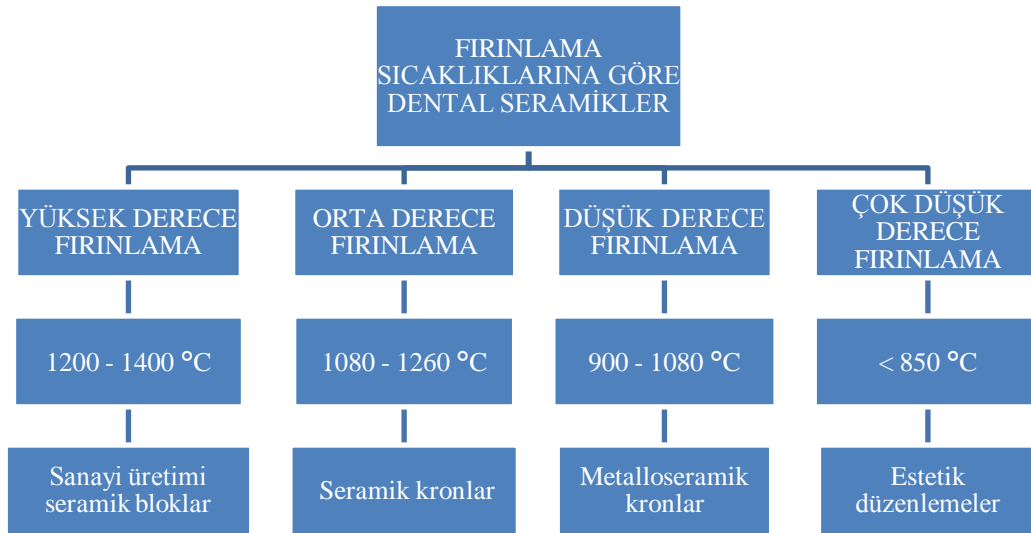 FIRINLAMA
SICAKLIKLARINA GÖRE
DENTAL SERAMİKLER
YÜKSEK DERECE
FIRINLAMA
ORTA DERECE
FIRINLAMA
DÜŞÜK DERECE
FIRINLAMA
ÇOK DÜŞÜK
DERECE
FIRINLAMA
1200 - 1400 °C
1080 - 1260 °C
900 - 1080 °C
< 850 °C
Sanayi üretimi
seramik bloklar
Seramik kronlar
Metalloseramik
kronlar
Estetik
düzenlemeler